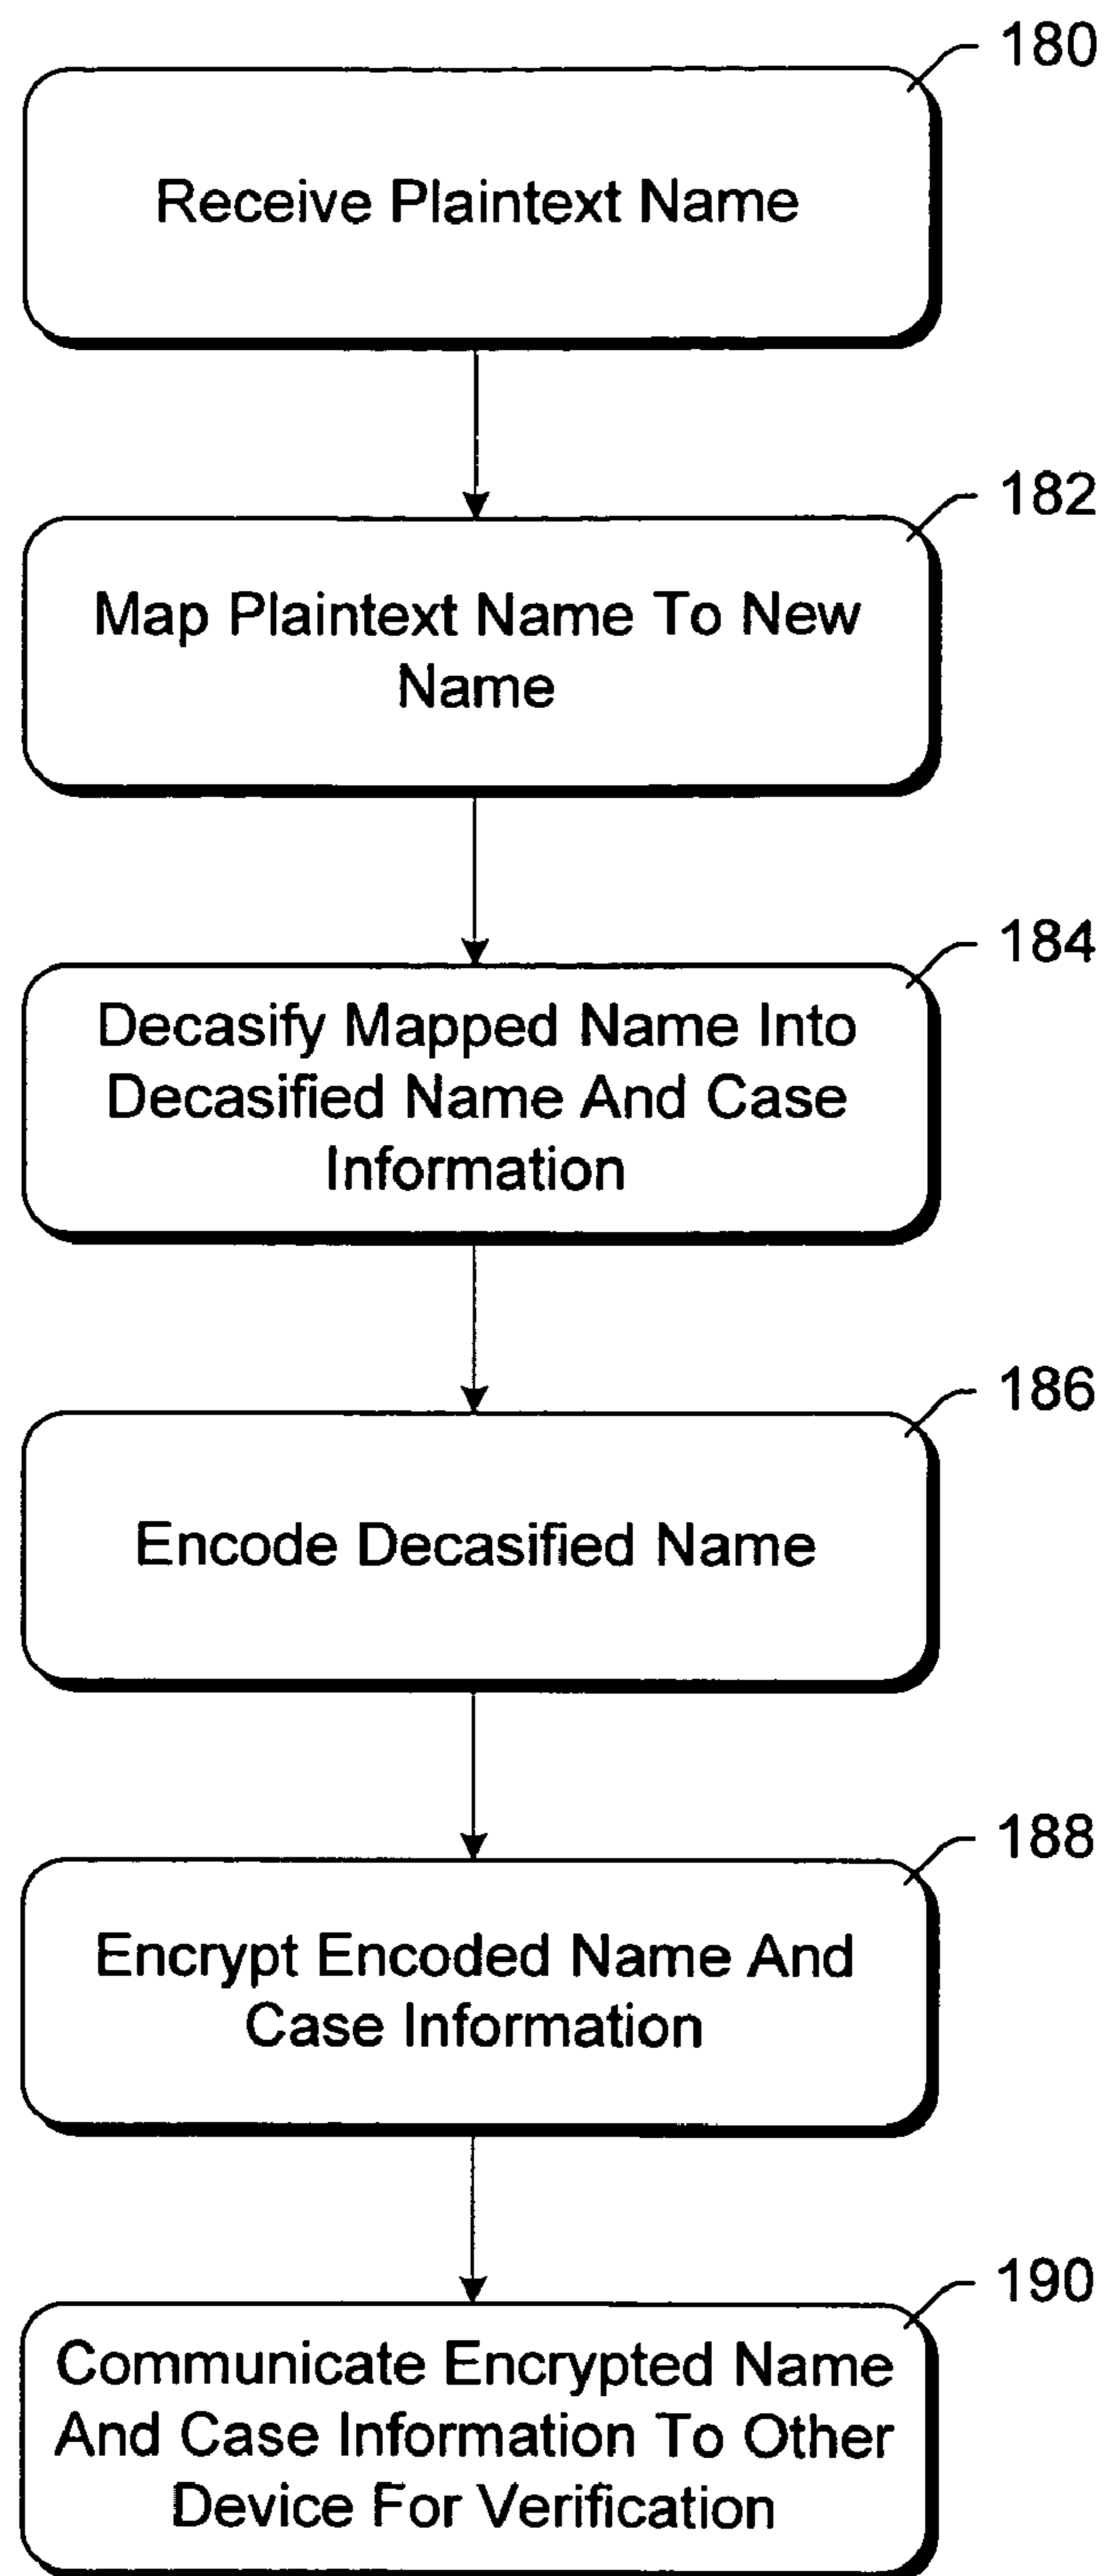 180
Receive Plaintext Name
182
Map Plaintext Name To New
Name
184
Decasify Mapped Name Into
Decasified Name And Case
Information
186
Encode Decasified Name
188
Encrypt Encoded Name And
Case Information
190
Communicate Encrypted Name
And Case Information To Other
Device For Verification